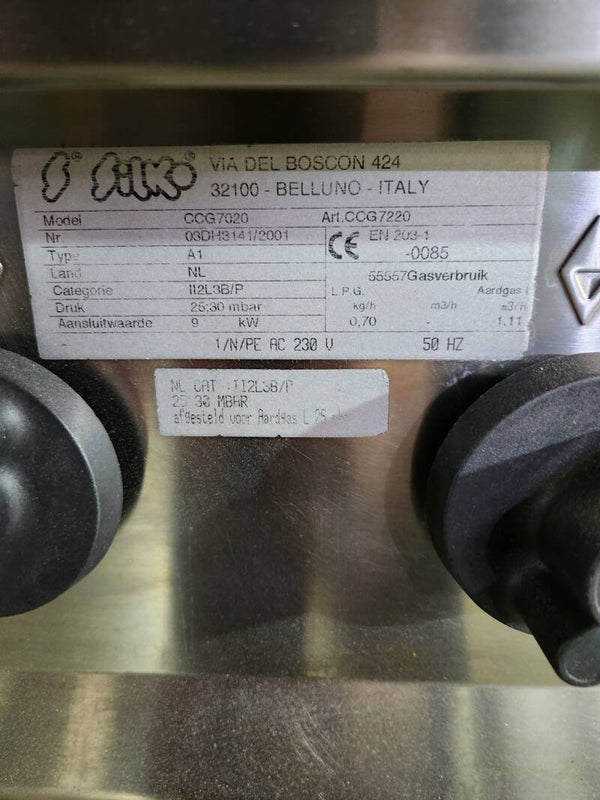 S® Silko® VIA DEL BOSCON 424
32100 - BELLUNO - ITALY
Model CCG7020 Art.CCG7220
Nr 03DH3141/2001 CE EN 203-1
Type A1 -0085
Land NL 55557Gasverbruik
Categorie II2L3B/P L.P.G. Aardgas
Druk 25;30 mbar kg/h m3/h m3/h
Aansluitwaarde 9 kW 0,70 - 1.11
1/N/PE AC 230 V 50 HZ
NL CAT :II2L3B/P
25 30 MBAR
afgesteld voor Aardgas L 25